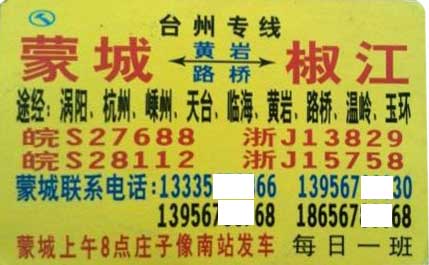 台州专线
蒙城 黄岩 路桥 椒江
途经：涡阳、杭州、嵊州、天台、临海、黄岩、路桥、温岭、玉环
皖S27688 浙J13829
皖S28112 浙J15758
蒙城联系电话：13335 366 13956 30
13956 68 18656 68
蒙城上午8点庄子像南站发车 每日一班